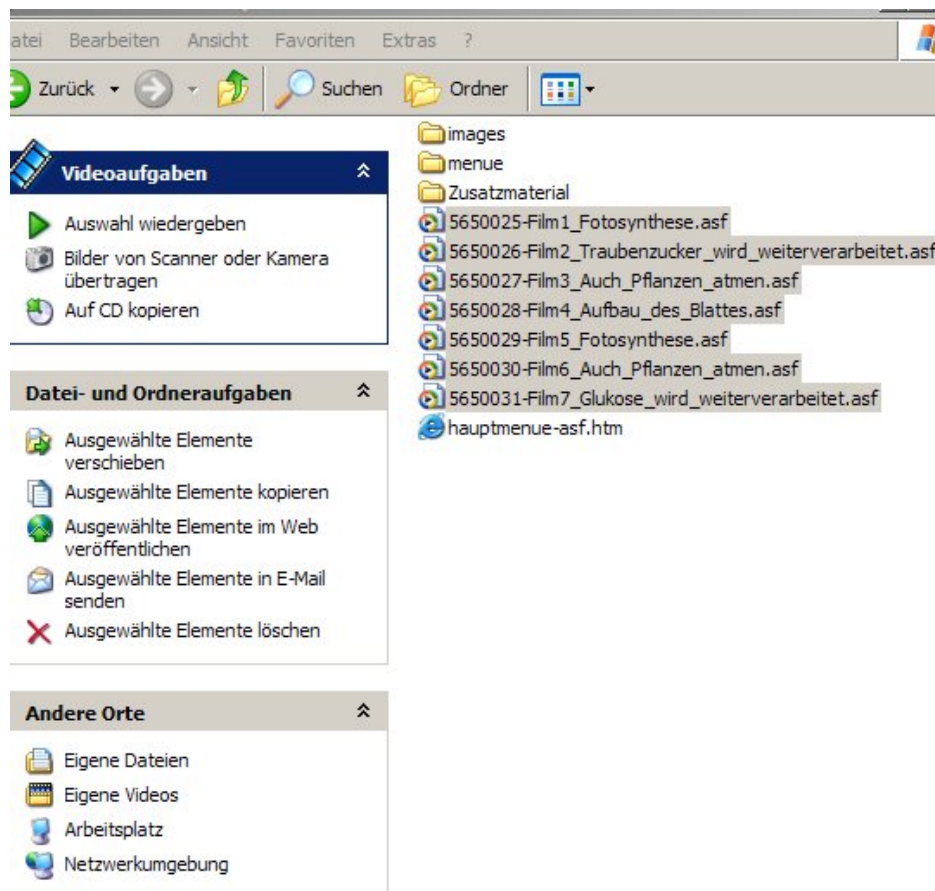 atei Bearbeiten Ansicht Favoriten Extras ?
Zurück Suchen Ordner
Videoaufgaben
Auswahl wiedergeben
Bilder von Scanner oder Kamera
übertragen
Auf CD kopieren
Datei- und Ordneraufgaben
Ausgewählte Elemente
verschieben
Ausgewählte Elemente kopieren
Ausgewählte Elemente im Web
veröffentlichen
Ausgewählte Elemente in E-Mail
senden
Ausgewählte Elemente löschen
Andere Orte
Eigene Dateien
Eigene Videos
Arbeitsplatz
Netzwerkumgebung
images
menue
Zusatzmaterial
5650025-Film1_Fotosynthese.asf
5650026-Film2_Traubenzucker_wird_weiterverarbeitet.asf
5650027-Film3_Auch_Pflanzen_atmen.asf
5650028-Film4_Aufbau_des_Blattes.asf
5650029-Film5_Fotosynthese.asf
5650030-Film6_Auch_Pflanzen_atmen.asf
5650031-Film7_Glukose_wird_weiterverarbeitet.asf
hauptmenue-asf.htm